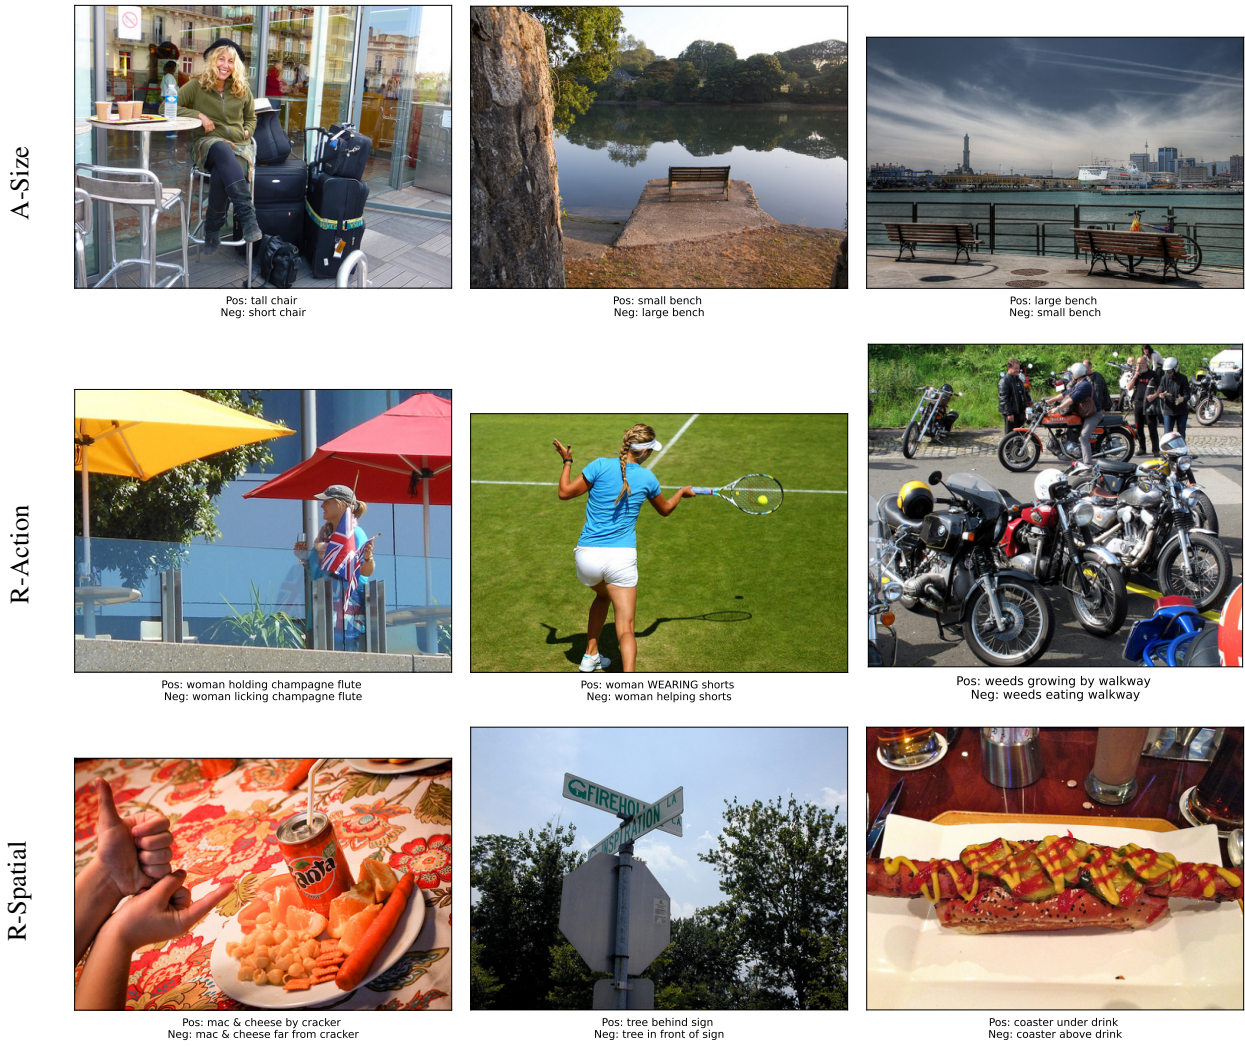 A-Size
Pos: tall chair
Neg: short chair
Pos: small bench
Neg: large bench
Pos: large bench
Neg: small bench
R-Action
Pos: woman holding champagne flute
Neg: woman licking champagne flute
Pos: woman WEARING shorts
Neg: woman helping shorts
Pos: weeds growing by walkway
Neg: weeds eating walkway
R-Spatial
FIREHOLE
LA
INSPIRATION
LA
Fanta
Pos: mac & cheese by cracker
Neg: mac & cheese far from cracker
Pos: tree behind sign
Neg: tree in front of sign
Pos: coaster under drink
Neg: coaster above drink